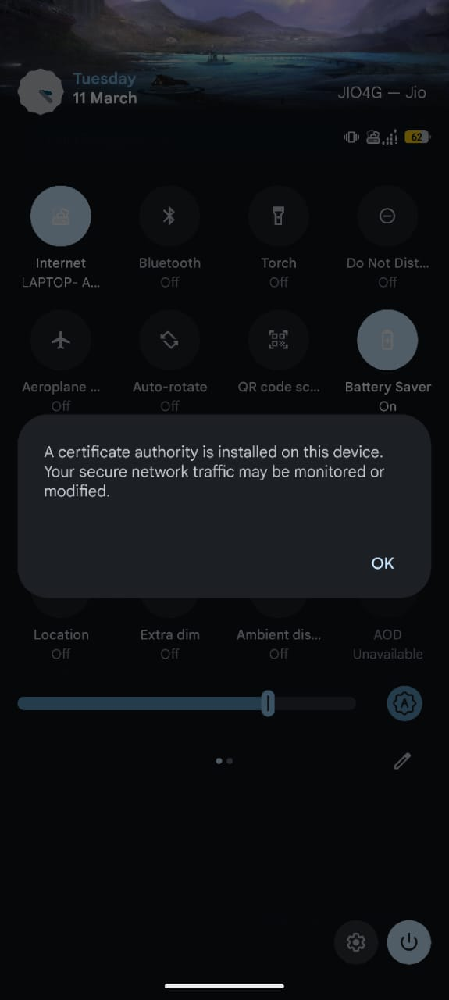 Tuesday
11 March
JIO4G — Jio
62
Internet
LAPTOP- A...
Bluetooth
Off
Torch
Off
Do Not Dist...
Off
Aeroplane ...
Off
Auto-rotate
Off
QR code sc...
Battery Saver
On
A certificate authority is installed on this device.
Your secure network traffic may be monitored or
modified.
OK
Location
Off
Extra dim
Off
Ambient dis...
Off
AOD
Unavailable
A